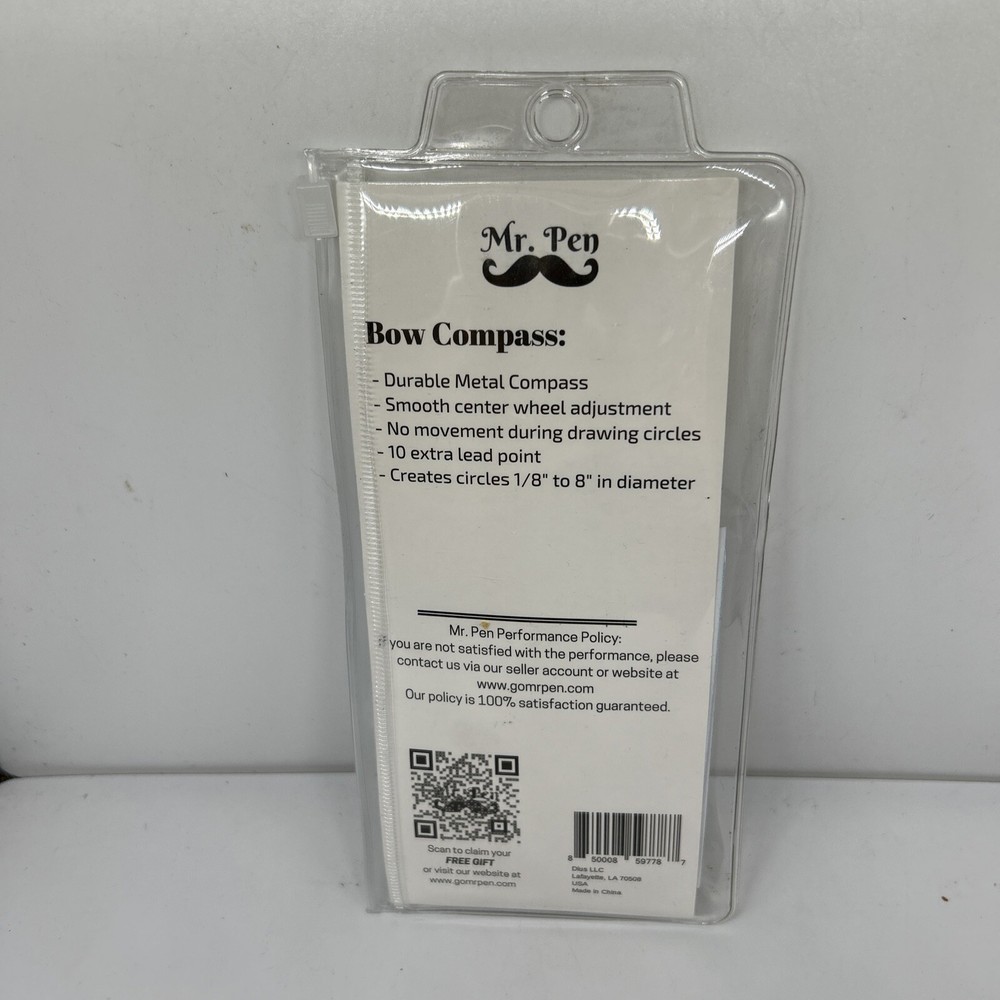 Mr. Pen
Bow Compass:
- Durable Metal Compass
- Smooth center wheel adjustment
- No movement during drawing circles
- 10 extra lead point
- Creates circles 1/8" to 8" in diameter
Mr. Pen Performance Policy:
If you are not satisfied with the performance, please
contact us via our seller account or website at
www.gomrpen.com
Our policy is 100% satisfaction guaranteed.
Scan to claim your
FREE GIFT
or visit our website at
www.gomrpen.com
8 50008 59778 7
Dlus LLC
Lafayette, LA 70508
USA
Made in China